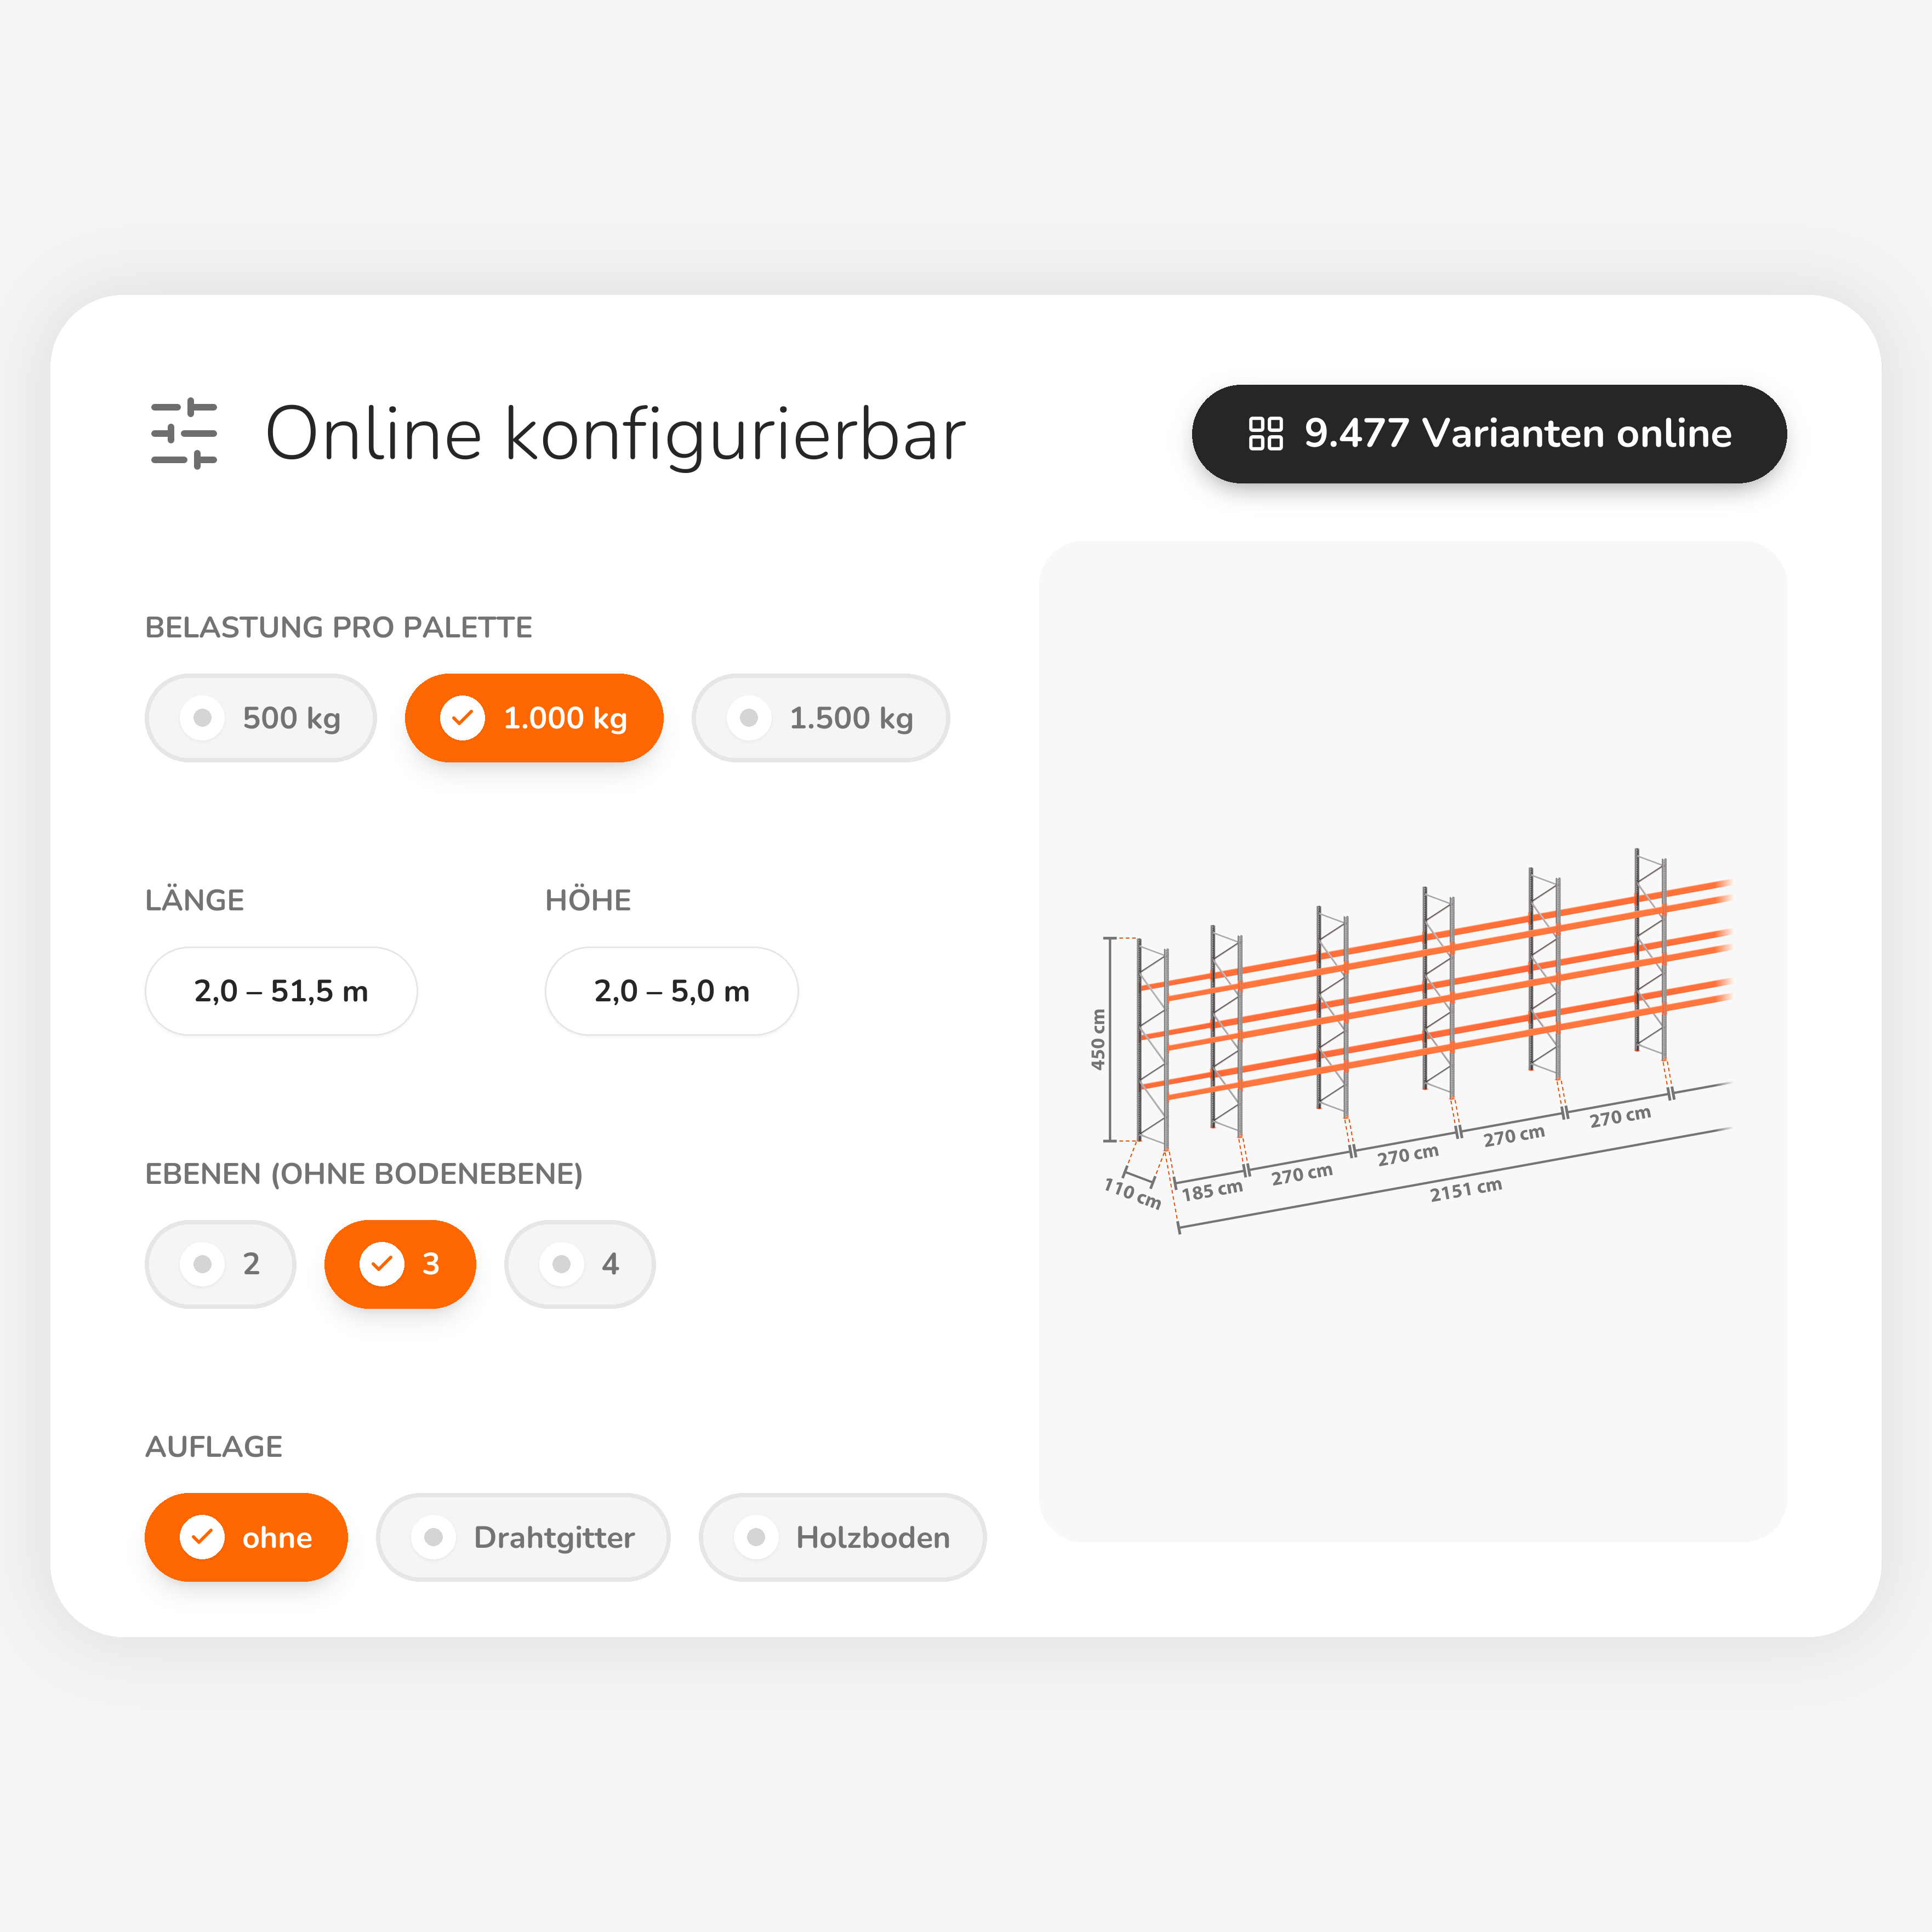 Online konfigurierbar
9.477 Varianten online
BELASTUNG PRO PALETTE
500 kg
1.000 kg
1.500 kg
LÄNGE
HÖHE
2,0 – 51,5 m
2,0 – 5,0 m
EBENEN (OHNE BODENEBENE)
2
3
4
AUFLAGE
ohne
Drahtgitter
Holzboden
450 cm
110 cm
185 cm
270 cm
270 cm
270 cm
270 cm
2151 cm